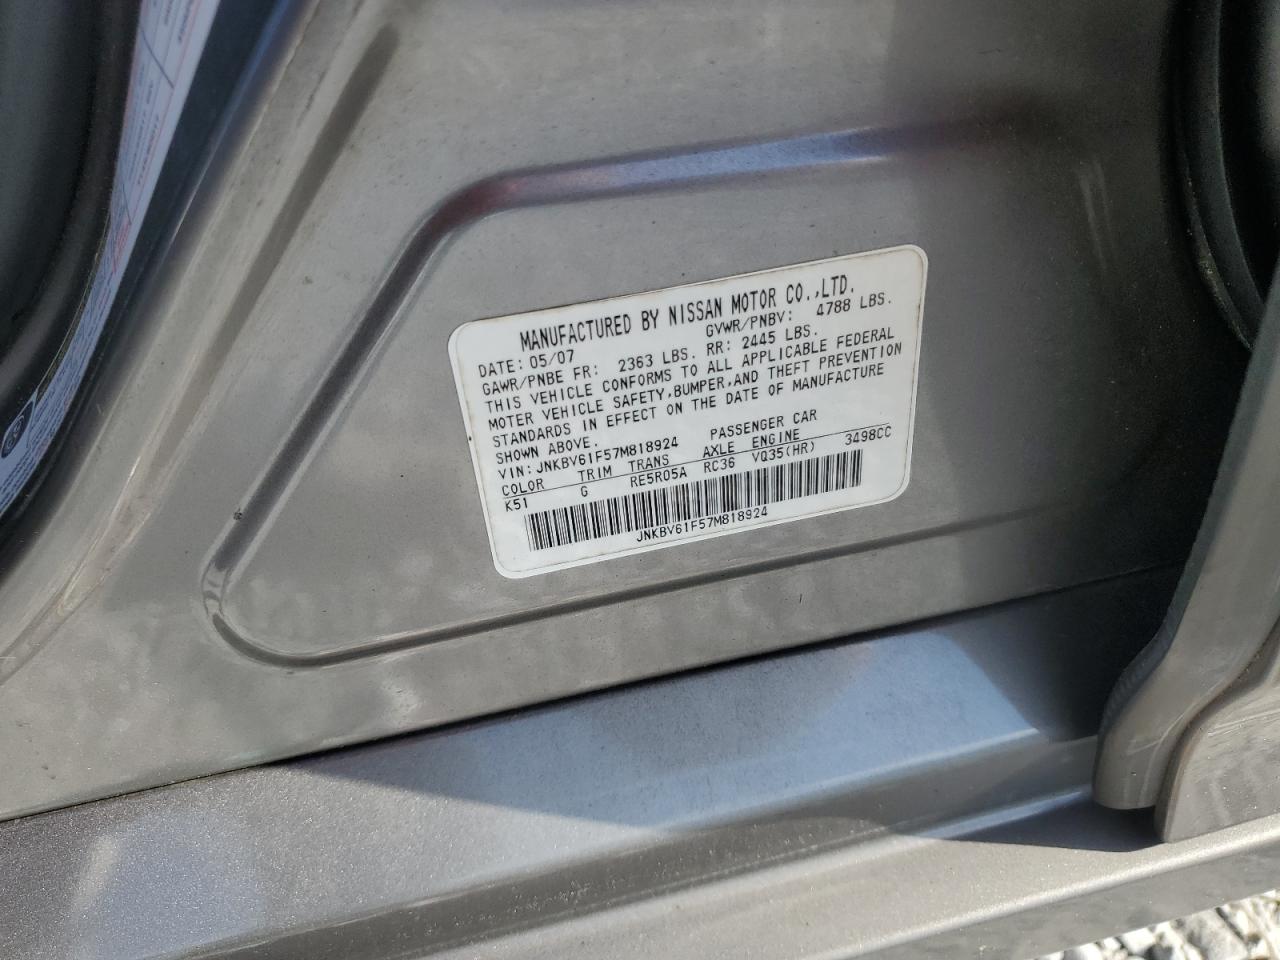 MANUFACTURED BY NISSAN MOTOR CO.,LTD.
DATE: 05/07 GVWR/PNBV: 4788 LBS.
GAWR/PNBE FR: 2363 LBS. RR: 2445 LBS.
THIS VEHICLE CONFORMS TO ALL APPLICABLE FEDERAL
MOTER VEHICLE SAFETY,BUMPER,AND THEFT PREVENTION
STANDARDS IN EFFECT ON THE DATE OF MANUFACTURE
SHOWN ABOVE.
VIN: JNKBV61F57M818924 PASSENGER CAR
COLOR TRIM TRANS AXLE ENGINE
K51 G RE5R05A RC36 VQ35(HR) 3498CC
JNKBV61F57M818924